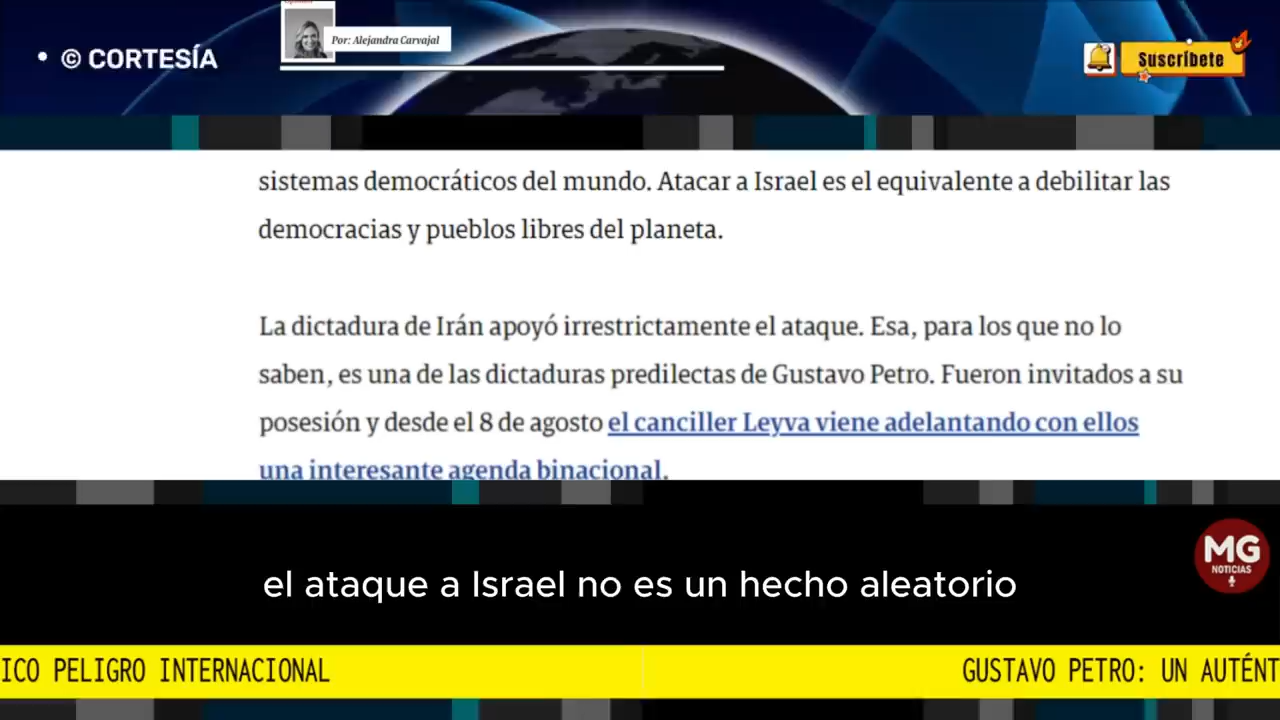 Por: Alejandra Carvajal
• © CORTESÍA
Suscríbete
sistemas democráticos del mundo. Atacar a Israel es el equivalente a debilitar las
democracias y pueblos libres del planeta.
La dictadura de Irán apoyó irrestrictamente el ataque. Esa, para los que no lo
saben, es una de las dictaduras predilectas de Gustavo Petro. Fueron invitados a su
posesión y desde el 8 de agosto el canciller Leyva viene adelantando con ellos
una interesante agenda binacional.
MG
NOTICIAS
el ataque a Israel no es un hecho aleatorio
ICO PELIGRO INTERNACIONAL
GUSTAVO PETRO: UN AUTÉNT